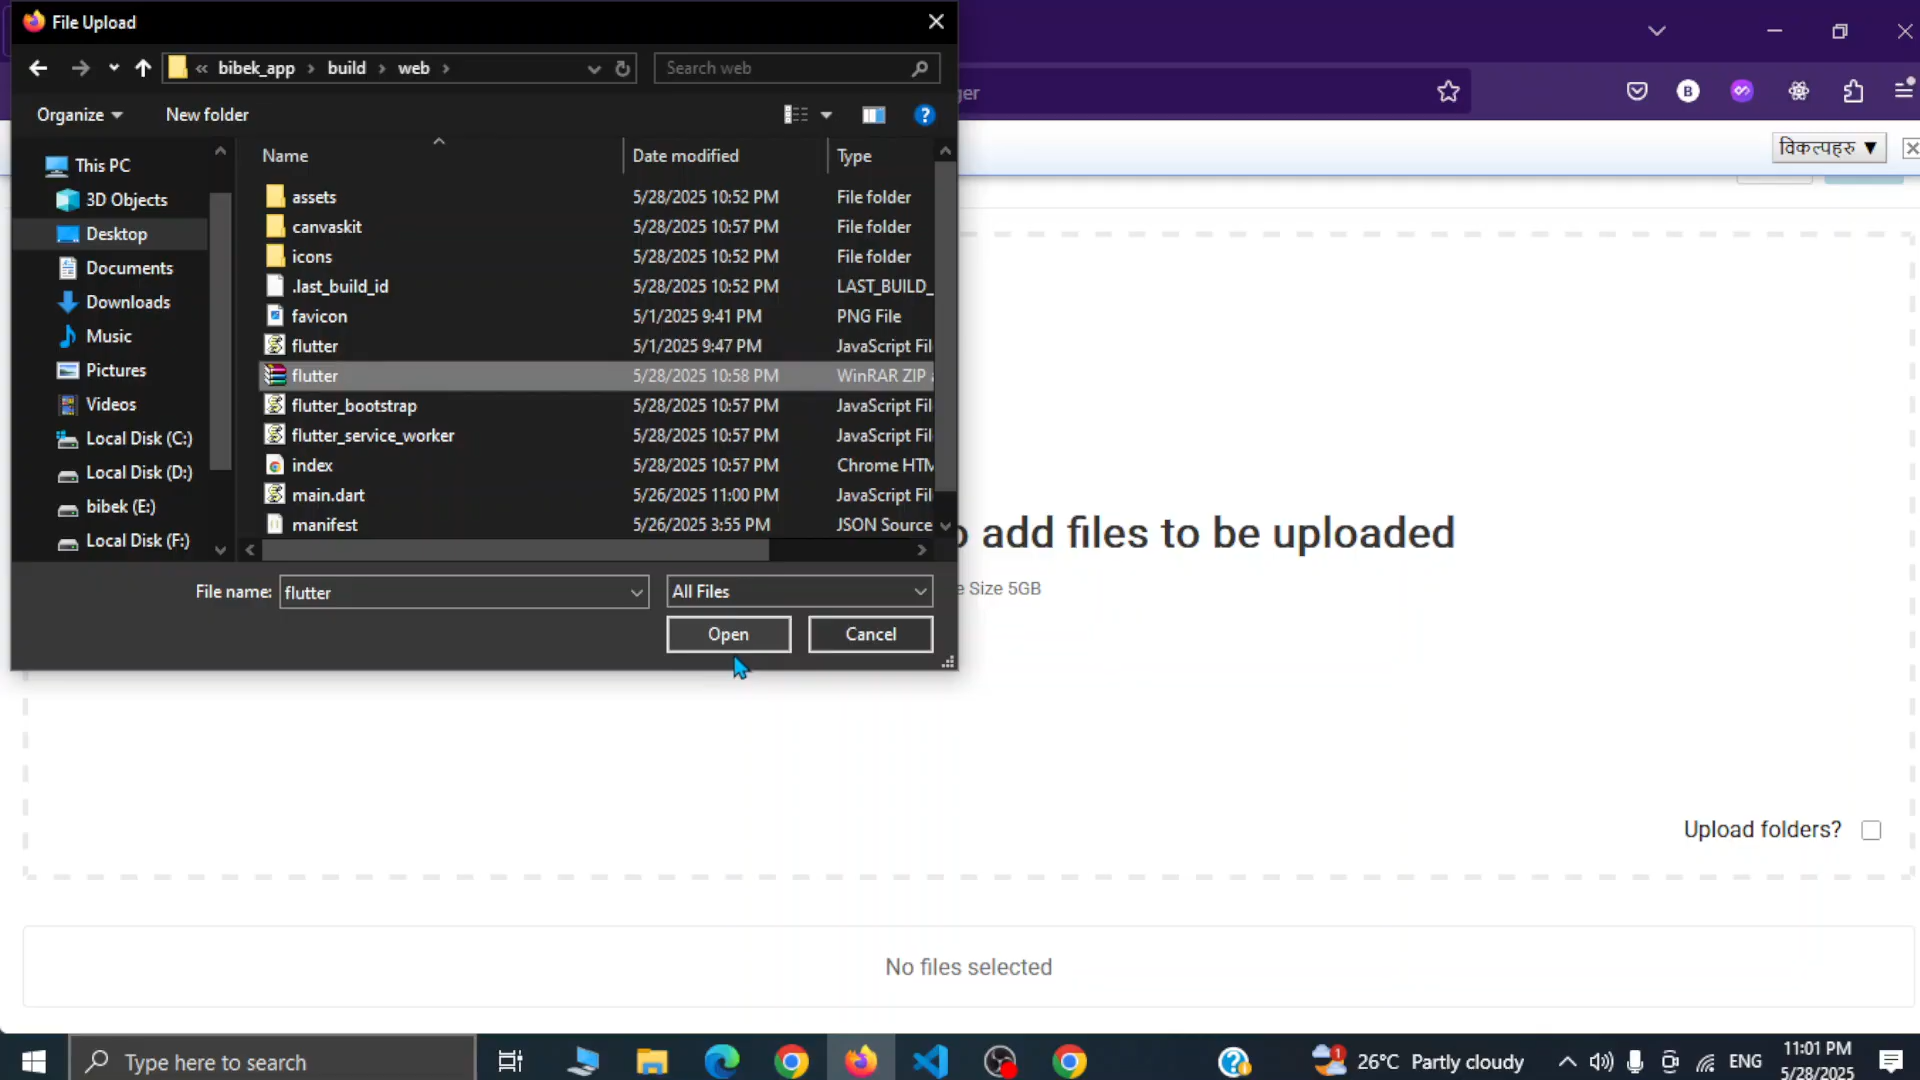 File Upload
« bibek_app › build › web ›
Search web
ger
Organize
New folder
विकल्पहरु ▼
This PC
3D Objects
Desktop
Documents
Downloads
Music
Pictures
Videos
Local Disk (C:)
Local Disk (D:)
bibek (E:)
Local Disk (F:)
Name Date modified Type
assets 5/28/2025 10:52 PM File folder
canvaskit 5/28/2025 10:57 PM File folder
icons 5/28/2025 10:52 PM File folder
.last_build_id 5/28/2025 10:52 PM LAST_BUILD_
favicon 5/1/2025 9:41 PM PNG File
flutter 5/1/2025 9:47 PM JavaScript Fil
flutter 5/28/2025 10:58 PM WinRAR ZIP
flutter_bootstrap 5/28/2025 10:57 PM JavaScript Fil
flutter_service_worker 5/28/2025 10:57 PM JavaScript Fil
index 5/28/2025 10:57 PM Chrome HTM
main.dart 5/26/2025 11:00 PM JavaScript Fil
manifest 5/26/2025 3:55 PM JSON Source
File name: flutter
All Files
Open Cancel
add files to be uploaded
e Size 5GB
Upload folders?
No files selected
Type here to search
26°C Partly cloudy
ENG
11:01 PM
5/28/2025